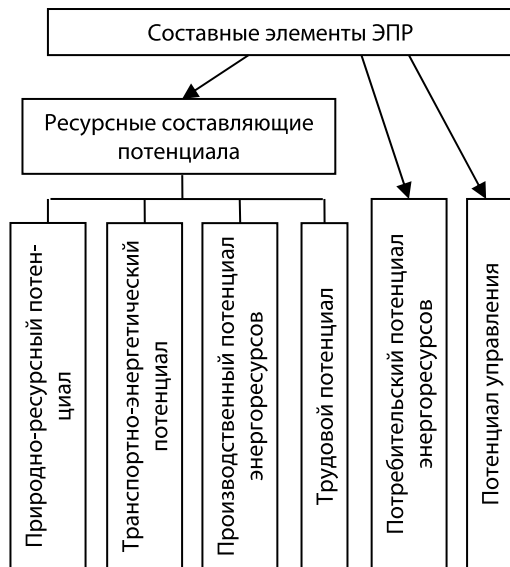 Составные элементы ЭПР
Ресурсные составляющие
потенциала
Природно-ресурсный потен-
циал
Транспортно-энергетический
потенциал
Производственный потенциал
энергоресурсов
Трудовой потенциал
Потребительский потенциал
энергоресурсов
Потенциал управления